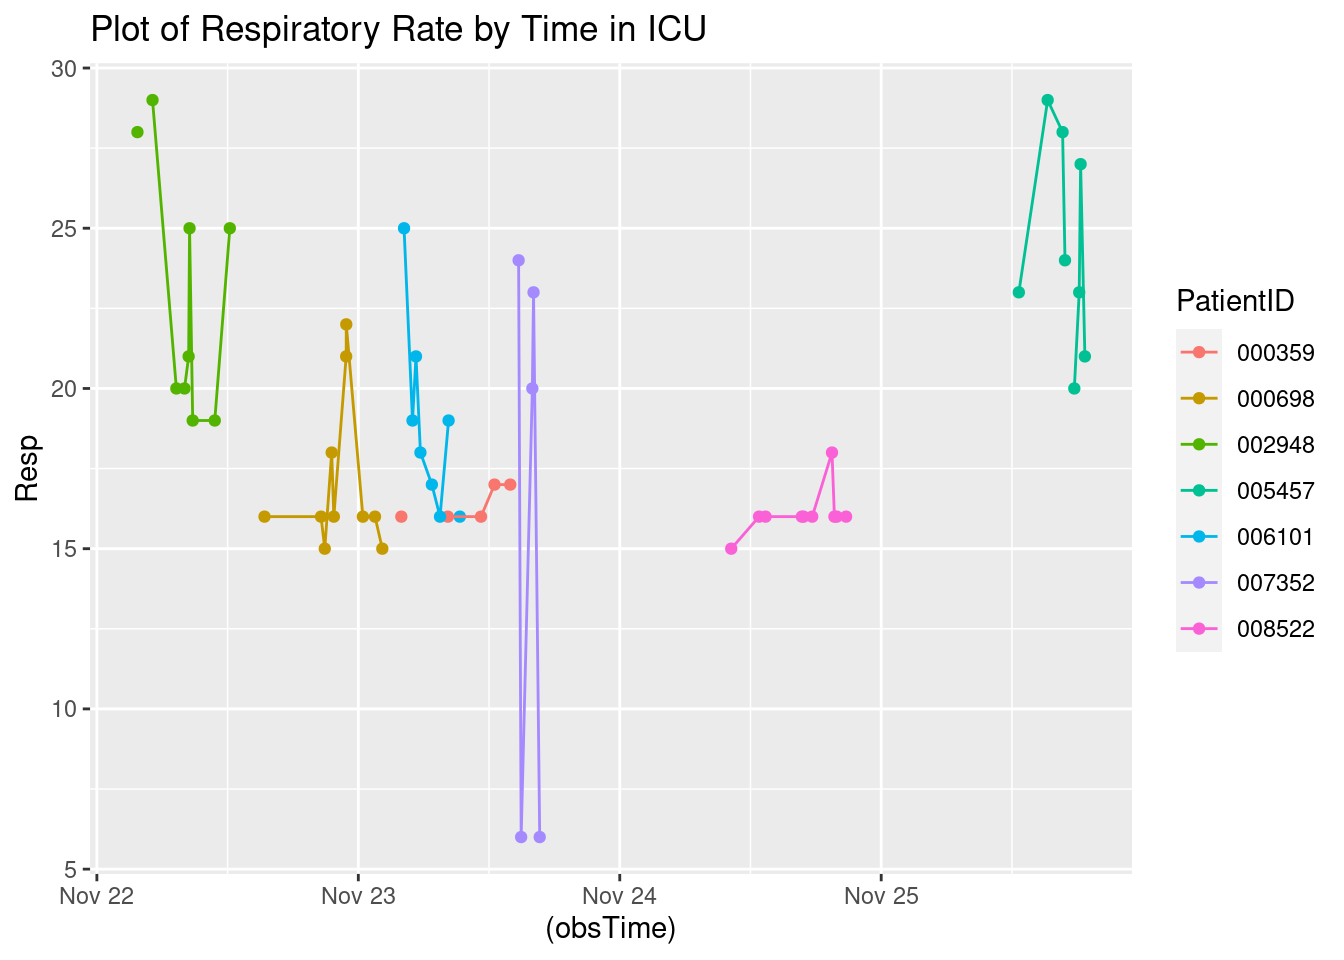 Plot of Respiratory Rate by Time in ICU
30
25
20
15
10
5
Resp
Nov 22
Nov 23
Nov 24
Nov 25
(obsTime)
PatientID
000359
000698
002948
005457
006101
007352
008522